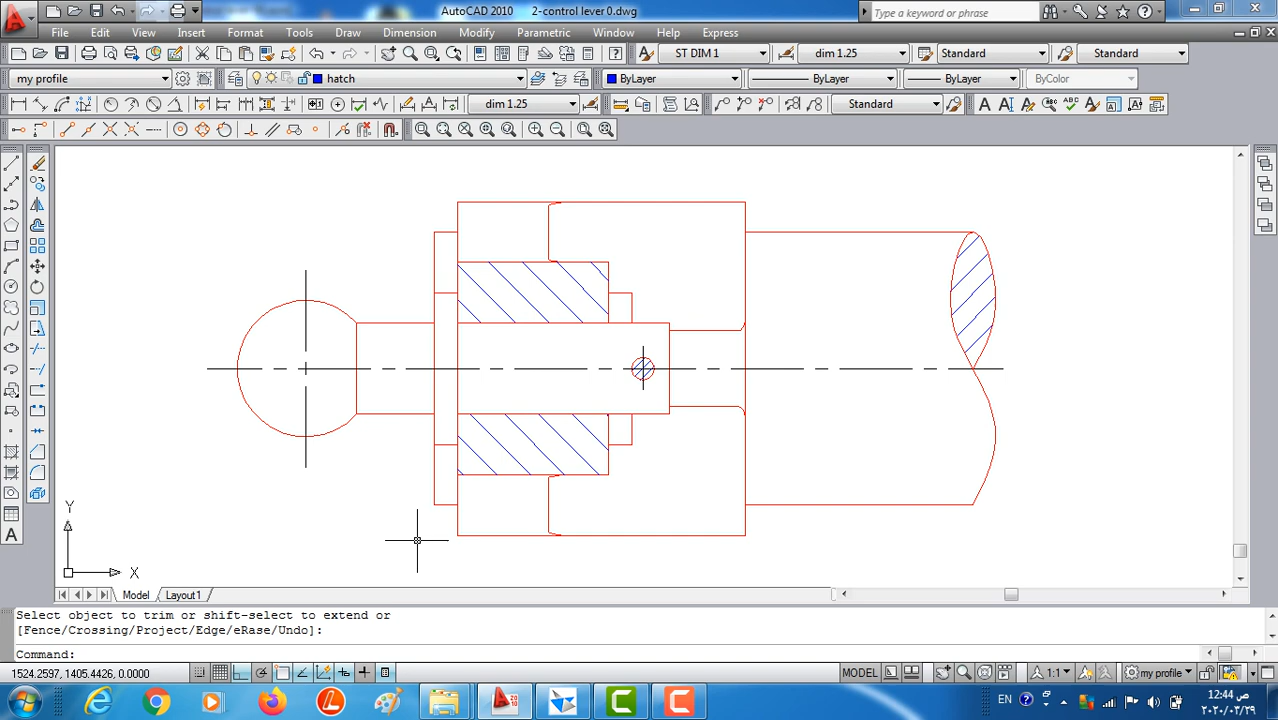 AutoCAD 2010 2-control lever 0.dwg
Type a keyword or phrase
File Edit View Insert Format Tools Draw Dimension Modify Parametric Window Help Express
ST DIM 1 dim 1.25 Standard Standard
my profile hatch ByLayer ByLayer ByLayer ByColor
dim 1.25 Standard
Y
X
Model Layout1
Select object to trim or shift-select to extend or
[Fence/Crossing/Project/Edge/eRase/Undo]:
Command:
1524.2597, 1405.4426, 0.0000 MODEL 1:1 my profile
EN 12:44 ص
٢٠٢٠/٠٣/٢٩